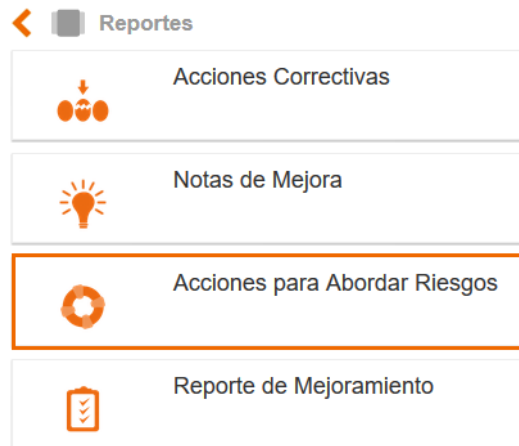 Reportes
Acciones Correctivas
Notas de Mejora
Acciones para Abordar Riesgos
Reporte de Mejoramiento